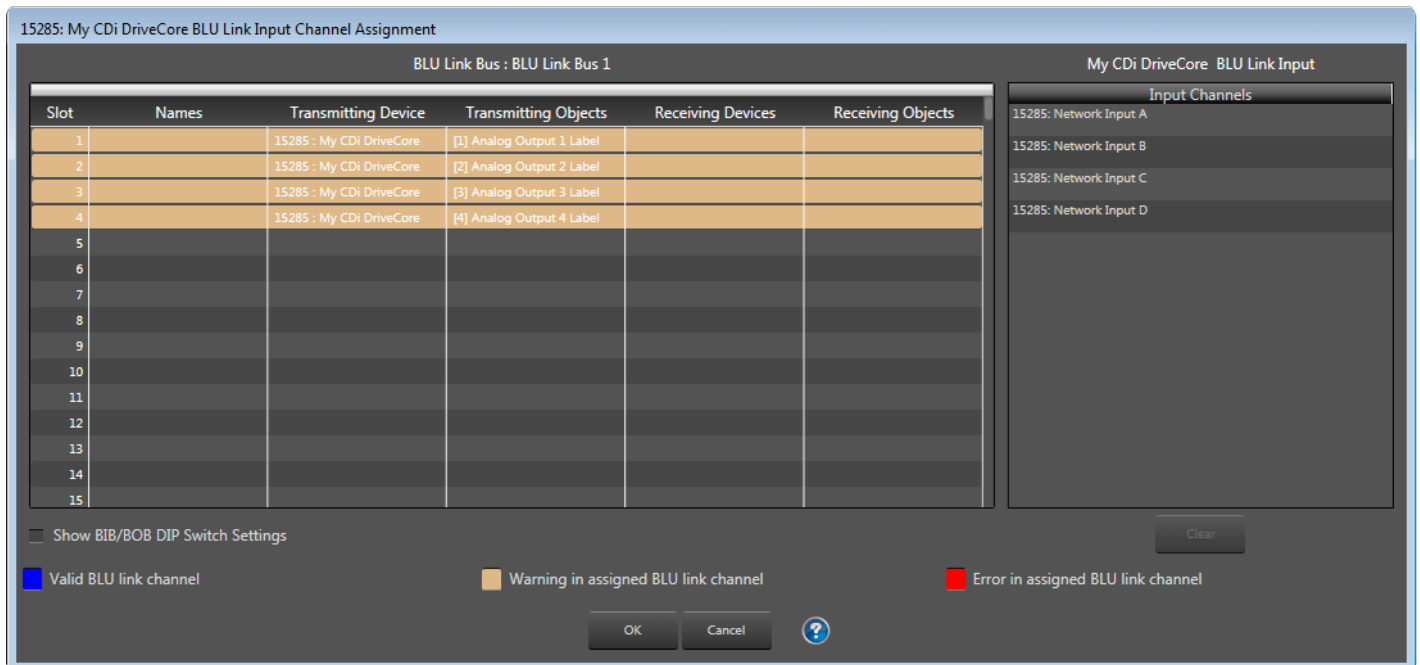 15285: My CDi DriveCore BLU Link Input Channel Assignment
BLU Link Bus : BLU Link Bus 1
My CDi DriveCore  BLU Link Input
Slot Names Transmitting Device Transmitting Objects Receiving Devices Receiving Objects
1 15285 : My CDi DriveCore [1] Analog Output 1 Label
2 15285 : My CDi DriveCore [2] Analog Output 2 Label
3 15285 : My CDi DriveCore [3] Analog Output 3 Label
4 15285 : My CDi DriveCore [4] Analog Output 4 Label
5
6
7
8
9
10
11
12
13
14
15
Input Channels
15285: Network Input A
15285: Network Input B
15285: Network Input C
15285: Network Input D
Show BIB/BOB DIP Switch Settings
Clear
Valid BLU link channel
Warning in assigned BLU link channel
Error in assigned BLU link channel
OK
Cancel
?